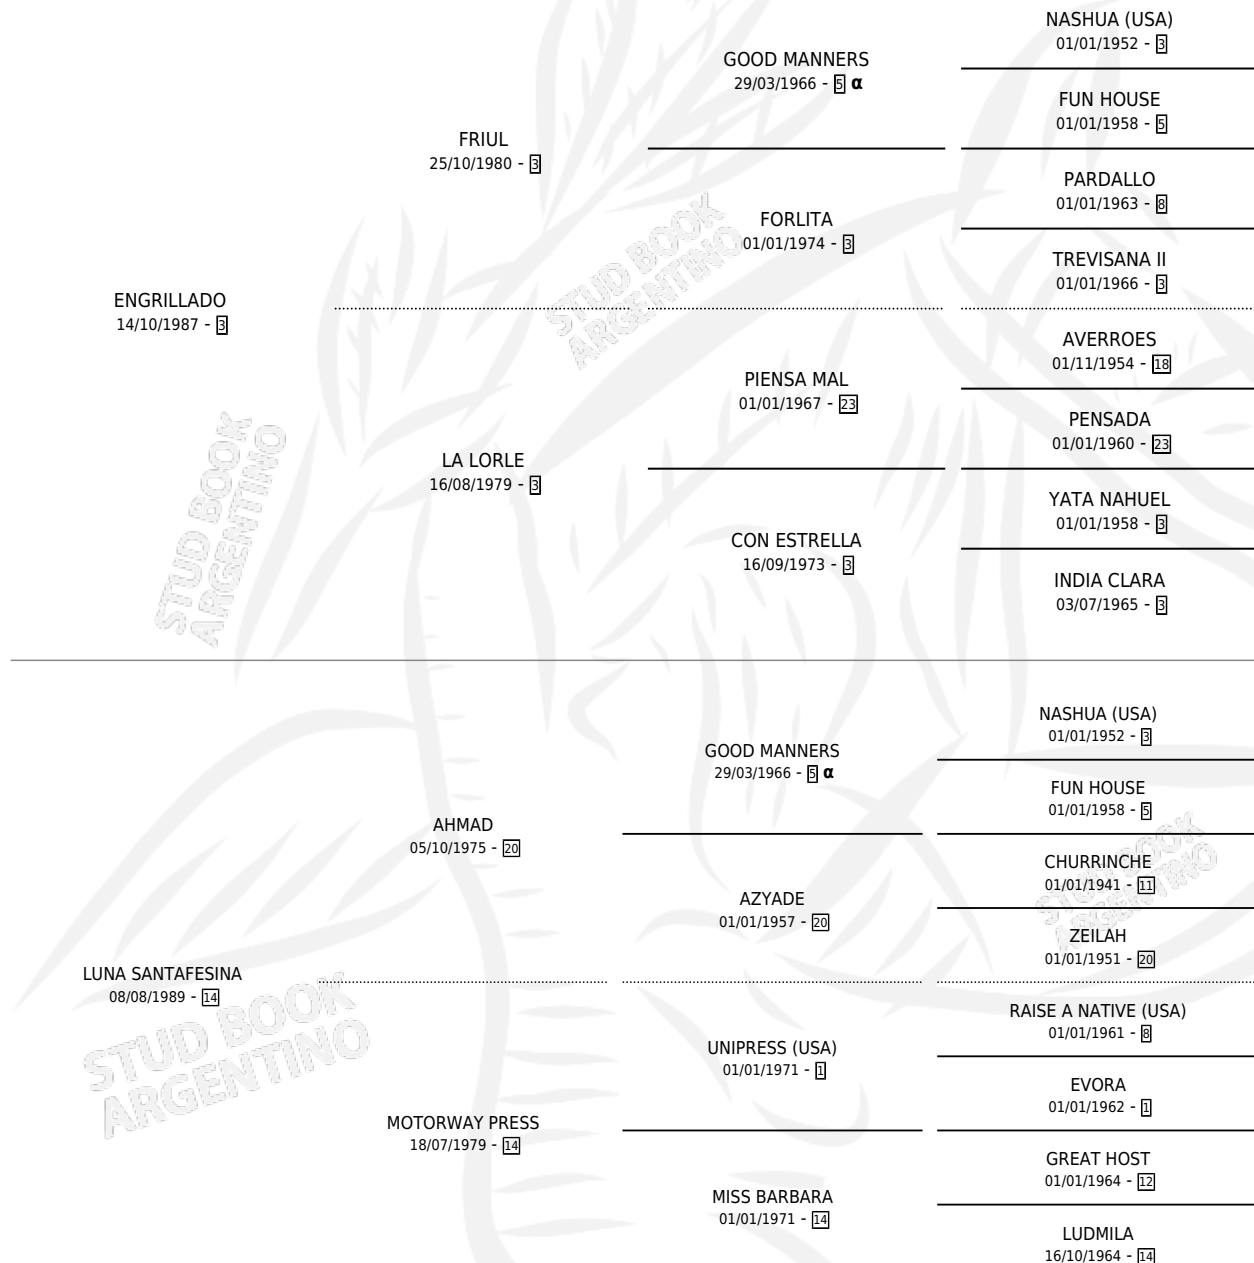 NASHUA (USA)
01/01/1952 - 3
GOOD MANNERS
29/03/1966 - 5 α
FUN HOUSE
01/01/1958 - 5
FRIUL
25/10/1980 - 3
PARDALLO
01/01/1963 - 8
FORLITA
01/01/1974 - 3
TREVISANA II
01/01/1966 - 3
ENGRILLADO
14/10/1987 - 3
AVERROES
01/11/1954 - 18
PIENSA MAL
01/01/1967 - 23
PENSADA
01/01/1960 - 23
LA LORLE
16/08/1979 - 3
YATA NAHUEL
01/01/1958 - 3
CON ESTRELLA
16/09/1973 - 3
INDIA CLARA
03/07/1965 - 3
NASHUA (USA)
01/01/1952 - 3
GOOD MANNERS
29/03/1966 - 5 α
FUN HOUSE
01/01/1958 - 5
AHMAD
05/10/1975 - 20
CHURRINCHE
01/01/1941 - 11
AZYADE
01/01/1957 - 20
ZEILAH
01/01/1951 - 20
LUNA SANTAFESINA
08/08/1989 - 14
RAISE A NATIVE (USA)
01/01/1961 - 8
UNIPRESS (USA)
01/01/1971 - 1
EVORA
01/01/1962 - 1
MOTORWAY PRESS
18/07/1979 - 14
GREAT HOST
01/01/1964 - 12
MISS BARBARA
01/01/1971 - 14
LUDMILA
16/10/1964 - 14
STUD BOOK
ARGENTINO
STUD BOOK
ARGENTINO
STUD BOOK
ARGENTINO
STUD BOOK
ARGENTINO